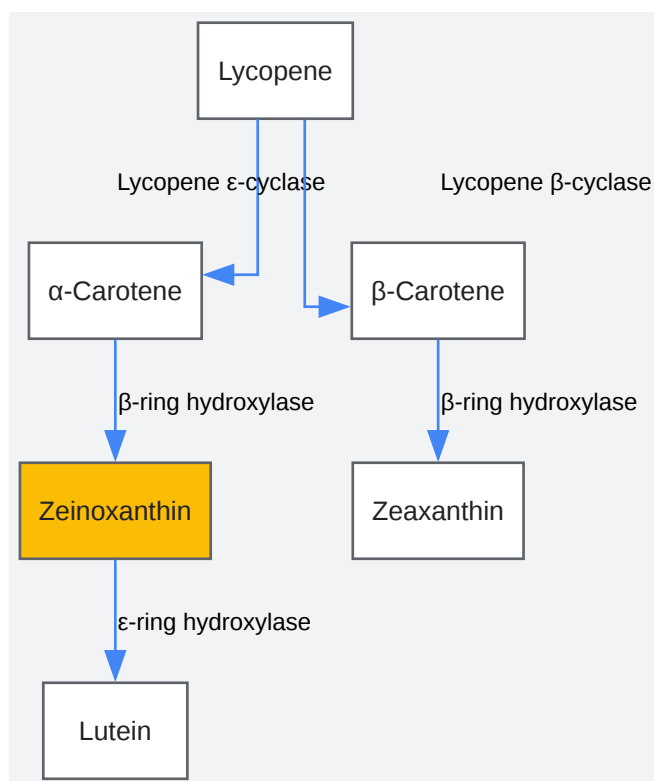 Lycopene
Lycopene ε-cyclase
Lycopene β-cyclase
α-Carotene
β-Carotene
β-ring hydroxylase
β-ring hydroxylase
Zeinoxanthin
Zeaxanthin
ε-ring hydroxylase
Lutein